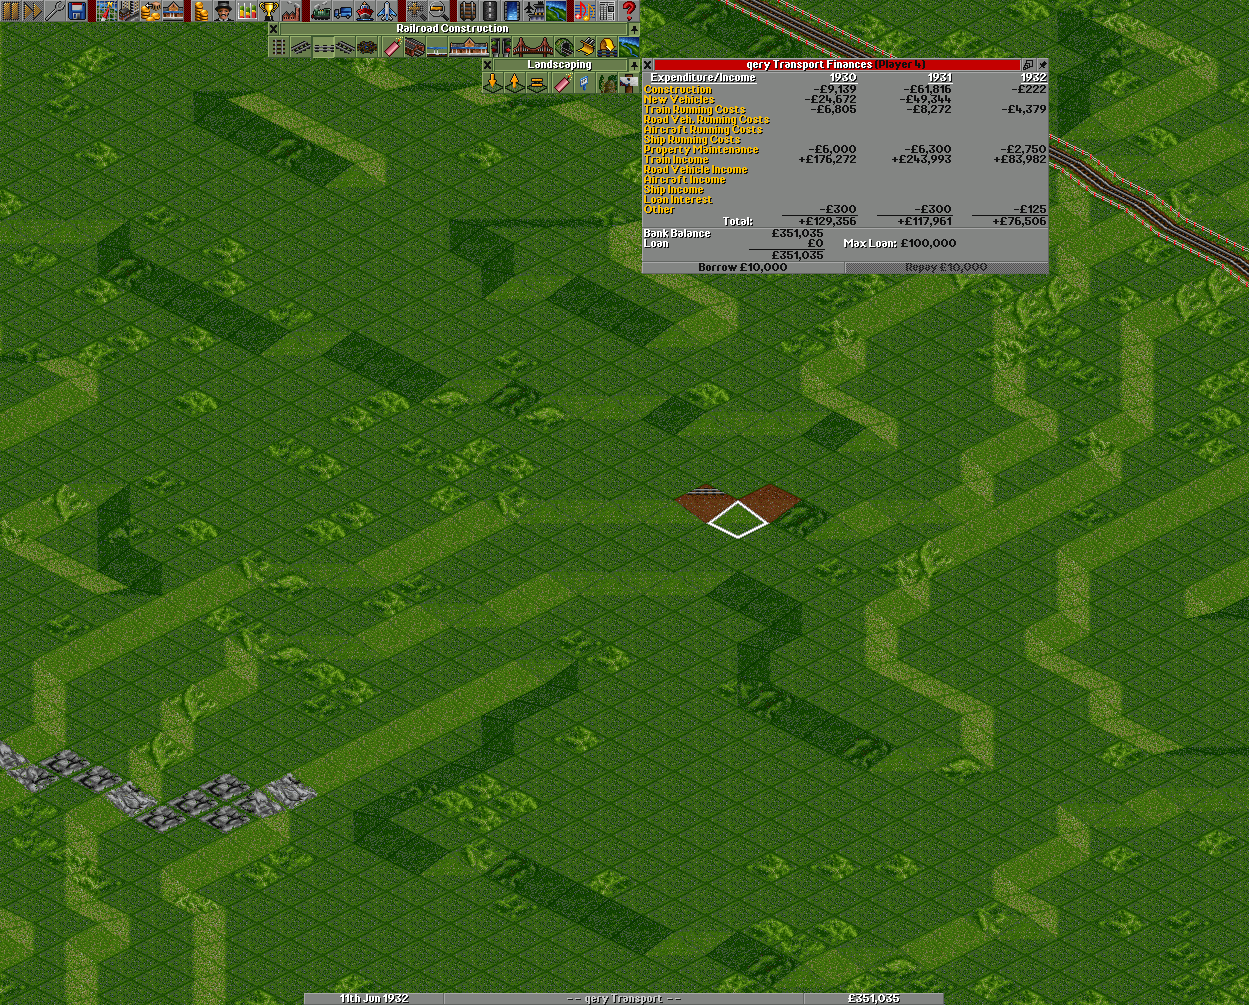 Railroad Construction
Landscaping
qery Transport Finances (Player 4)
Expenditure/Income 1930 1931 1932
Construction -£9,139 -£61,816 -£222
New Vehicles -£24,672 -£49,344
Train Running Costs -£6,805 -£8,272 -£4,379
Road Veh. Running Costs
Aircraft Running Costs
Ship Running Costs
Property Maintenance -£6,000 -£6,300 -£2,750
Train Income +£176,272 +£243,993 +£83,982
Road Vehicle Income
Aircraft Income
Ship Income
Loan Interest
Other -£300 -£300 -£125
Total: +£129,356 +£117,961 +£76,506
Bank Balance £351,035
Loan £0 Max Loan: £100,000
£351,035
Borrow £10,000 Repay £10,000
11th Jun 1932 -- qery Transport -- £351,035